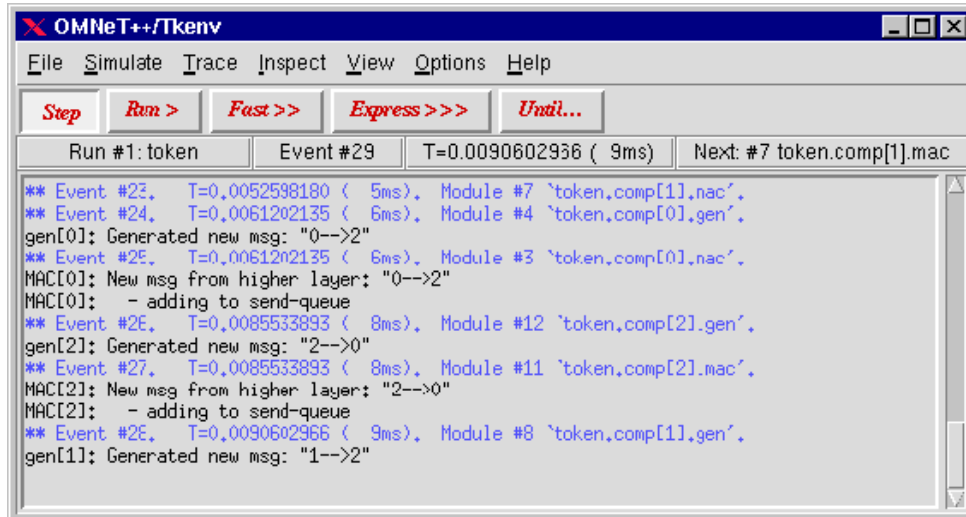 OMNeT++/Tkenv
File Simulate Trace Inspect View Options Help
Step Run > Fast >> Express >>> Until...
Run #1: token Event #29 T=0.0090602966 ( 9ms) Next: #7 token.comp[1].mac
** Event #23. T=0.0052598180 ( 5ms). Module #7 `token.comp[1].mac'.
** Event #24. T=0.0061202135 ( 6ms). Module #4 `token.comp[0].gen'.
gen[0]: Generated new msg: "0-->2"
** Event #25. T=0.0061202135 ( 6ms). Module #3 `token.comp[0].mac'.
MAC[0]: New msg from higher layer: "0-->2"
MAC[0]: - adding to send-queue
** Event #26. T=0.0085533893 ( 8ms). Module #12 `token.comp[2].gen'.
gen[2]: Generated new msg: "2-->0"
** Event #27. T=0.0085533893 ( 8ms). Module #11 `token.comp[2].mac'.
MAC[2]: New msg from higher layer: "2-->0"
MAC[2]: - adding to send-queue
** Event #28. T=0.0090602966 ( 9ms). Module #8 `token.comp[1].gen'.
gen[1]: Generated new msg: "1-->2"